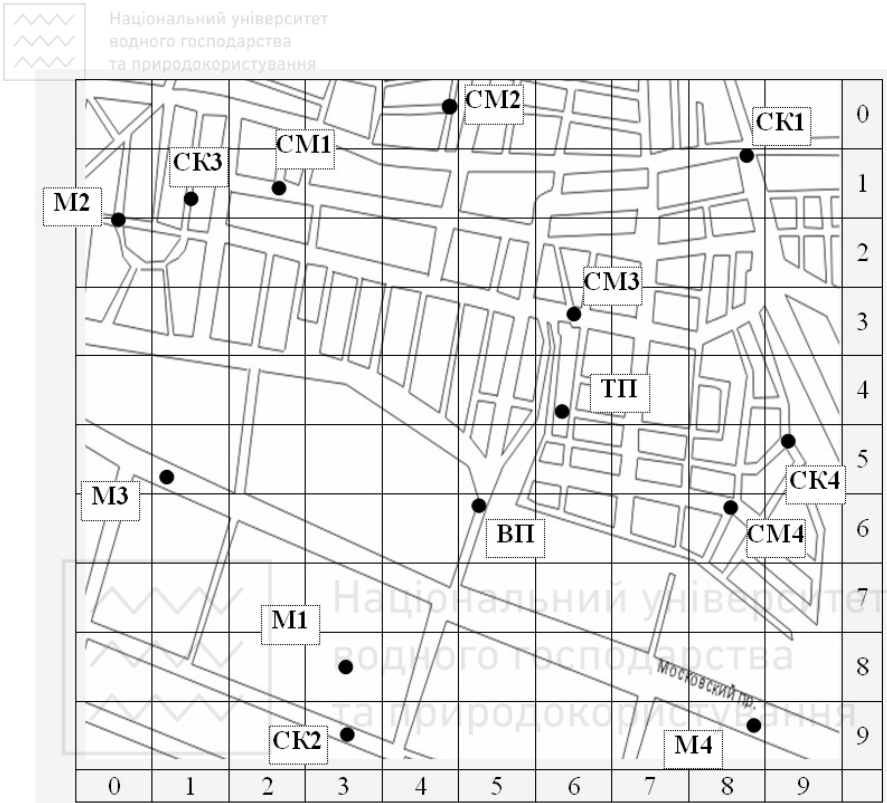 Національний університет
водного господарства
та природокористування
СМ2
0
СК1
СМ1
СК3
1
М2
2
СМ3
3
ТП
4
5
СК4
М3
ВП
СМ4
6
Національний університет
7
М1
водного господарства
8
Московский пр.
та природокористування
СК2
М4
9
0 1 2 3 4 5 6 7 8 9